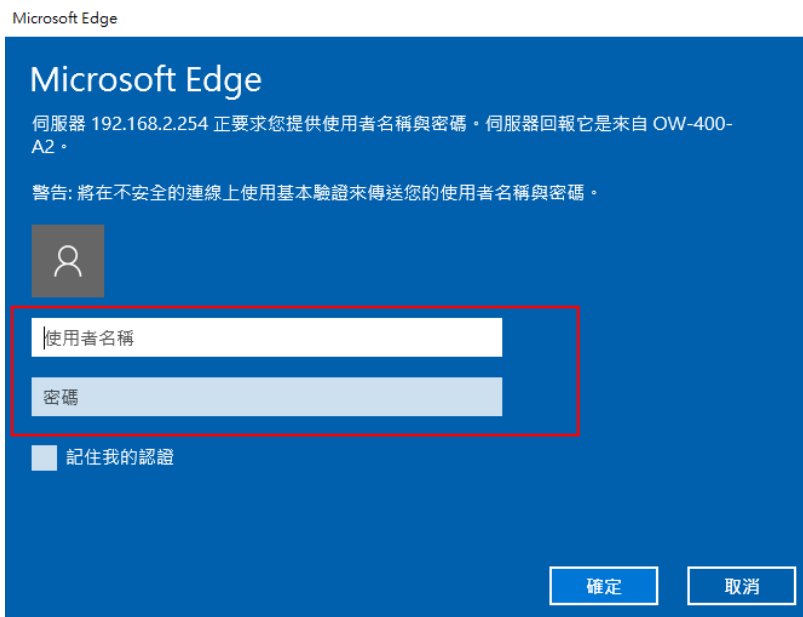 Microsoft Edge
Microsoft Edge
伺服器 192.168.2.254 正要求您提供使用者名稱與密碼。伺服器回報它是來自 OW-400-
A2。
警告: 將在不安全的連線上使用基本驗證來傳送您的使用者名稱與密碼。
使用者名稱
密碼
記住我的認證
確定
取消